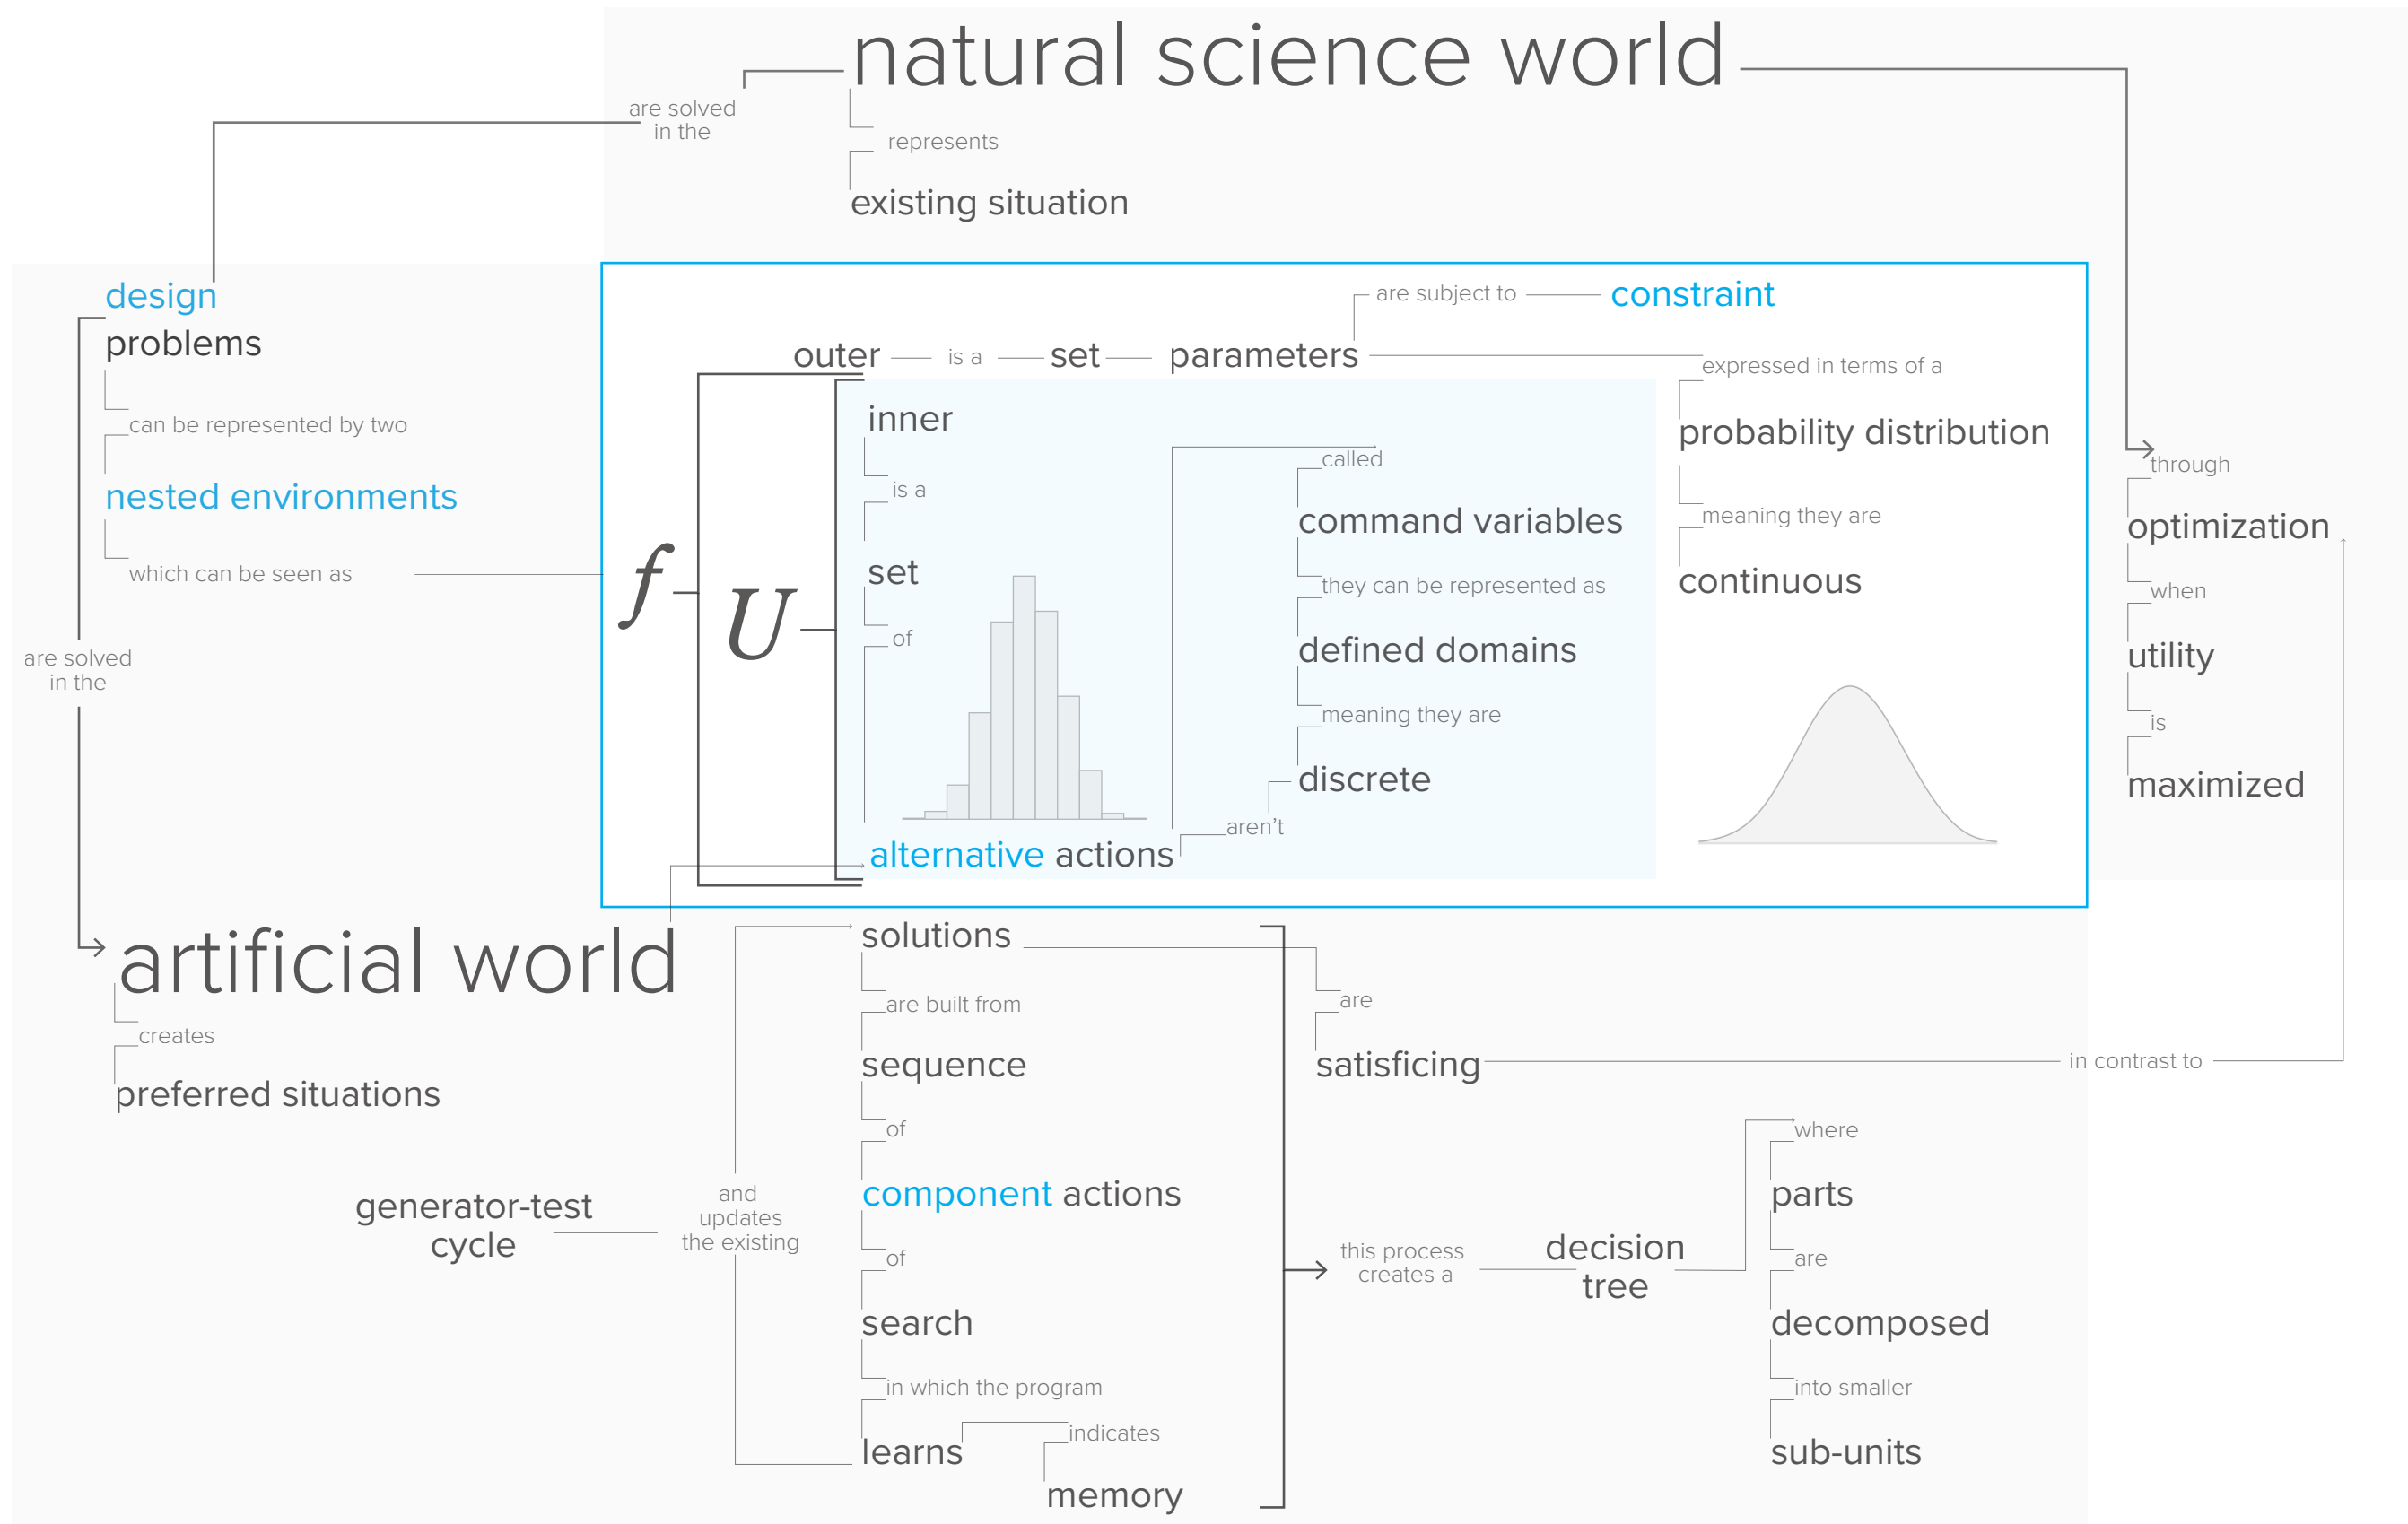 natural science world
are solved
in the
represents
existing situation
design
problems
can be represented by two
nested environments
which can be seen as
are solved
in the
are subject to
constraint
outer
is a
set
parameters
expressed in terms of a
probability distribution
meaning they are
continuous
f
U
inner
is a
set
of
alternative actions
aren't
called
command variables
they can be represented as
defined domains
meaning they are
discrete
through
optimization
when
utility
is
maximized
artificial world
creates
preferred situations
generator-test
cycle
and
updates
the existing
solutions
are built from
sequence
of
component actions
of
search
in which the program
learns
indicates
memory
are
satisficing
in contrast to
this process
creates a
decision
tree
where
parts
are
decomposed
into smaller
sub-units